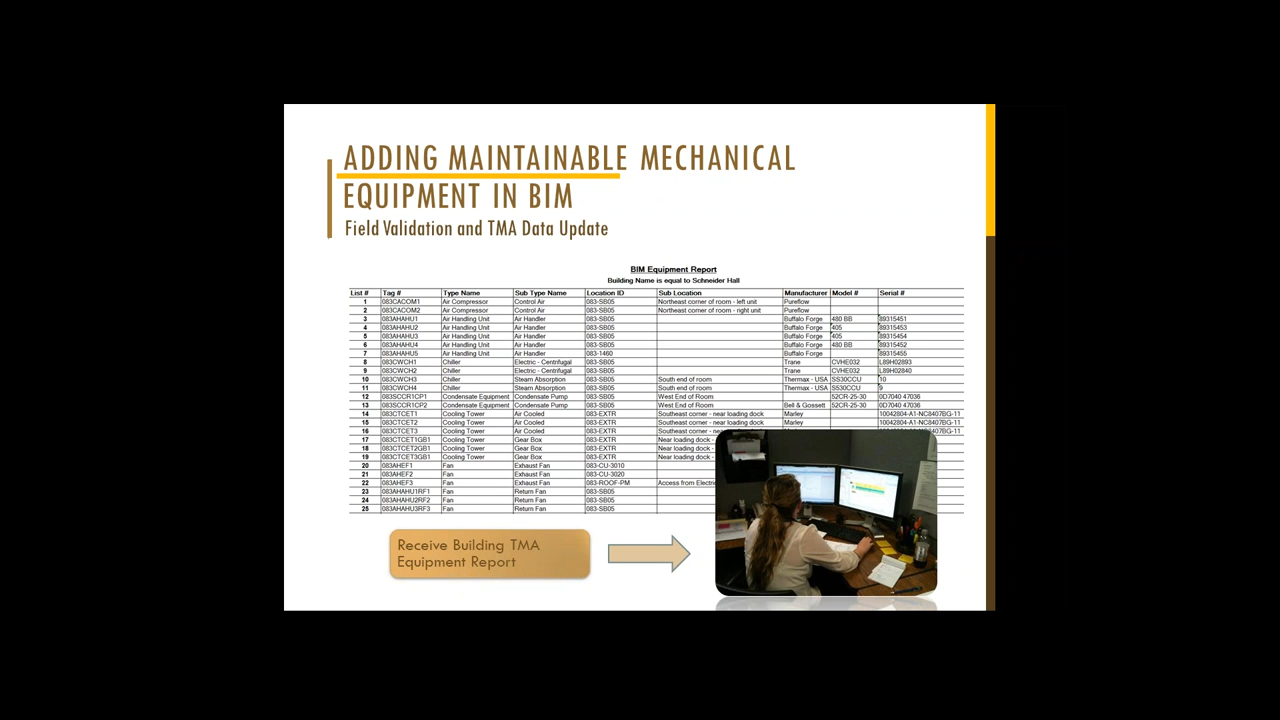 ADDING MAINTAINABLE MECHANICAL
EQUIPMENT IN BIM
Field Validation and TMA Data Update
BIM Equipment Report
Building Name is equal to Schneider Hall
List # Tag # Type Name Sub Type Name Location ID Sub Location Manufacturer Model # Serial #
1 083CACOM1 Air Compressor Control Air 083-SB05 Northeast corner of room - left unit Pureflow
2 083CACOM2 Air Compressor Control Air 083-SB05 Northeast corner of room - right unit Pureflow
3 083AHAHU1 Air Handling Unit Air Handler 083-SB05 Buffalo Forge 480 BB 89315451
4 083AHAHU2 Air Handling Unit Air Handler 083-SB05 Buffalo Forge 405 89315453
5 083AHAHU3 Air Handling Unit Air Handler 083-SB05 Buffalo Forge 405 89315454
6 083AHAHU4 Air Handling Unit Air Handler 083-SB05 Buffalo Forge 480 BB 89315452
7 083AHAHU5 Air Handling Unit Air Handler 083-1460 Buffalo Forge 89315455
8 083CWCH1 Chiller Electric - Centrifugal 083-SB05 Trane CVHE032 L89H02893
9 083CWCH2 Chiller Electric - Centrifugal 083-SB05 Trane CVHE032 L89H02840
10 083CWCH3 Chiller Steam Absorption 083-SB05 South end of room Thermax - USA SS30CCU 10
11 083CWCH4 Chiller Steam Absorption 083-SB05 South end of room Thermax - USA SS30CCU 9
12 083SCCR1CP1 Condensate Equipment Condensate Pump 083-SB05 West End of Room 52CR-25-30 0D7040 47036
13 083SCCR1CP2 Condensate Equipment Condensate Pump 083-SB05 West End of Room Bell & Gossett 52CR-25-30 0D7040 47036
14 083CTCET1 Cooling Tower Air Cooled 083-EXTR Southeast corner - near loading dock Marley 10042804-A1-NC8407BG-11
15 083CTCET2 Cooling Tower Air Cooled 083-EXTR Southeast corner - near loading dock Marley 10042804-A1-NC8407BG-11
16 083CTCET3 Cooling Tower Air Cooled 083-EXTR Southeast corner - near
17 083CTCET1GB1 Cooling Tower Gear Box 083-EXTR Near loading dock -
18 083CTCET2GB1 Cooling Tower Gear Box 083-EXTR Near loading dock -
19 083CTCET3GB1 Cooling Tower Gear Box 083-EXTR Near loading dock -
20 083AHEF1 Fan Exhaust Fan 083-CU-3010
21 083AHEF2 Fan Exhaust Fan 083-CU-3020
22 083AHEF3 Fan Exhaust Fan 083-ROOF-PM Access from
23 083AHAHU1RF1 Fan Return Fan 083-SB05
24 083AHAHU2RF2 Fan Return Fan 083-SB05
25 083AHAHU3RF3 Fan Return Fan 083-SB05
Receive Building TMA
Equipment Report